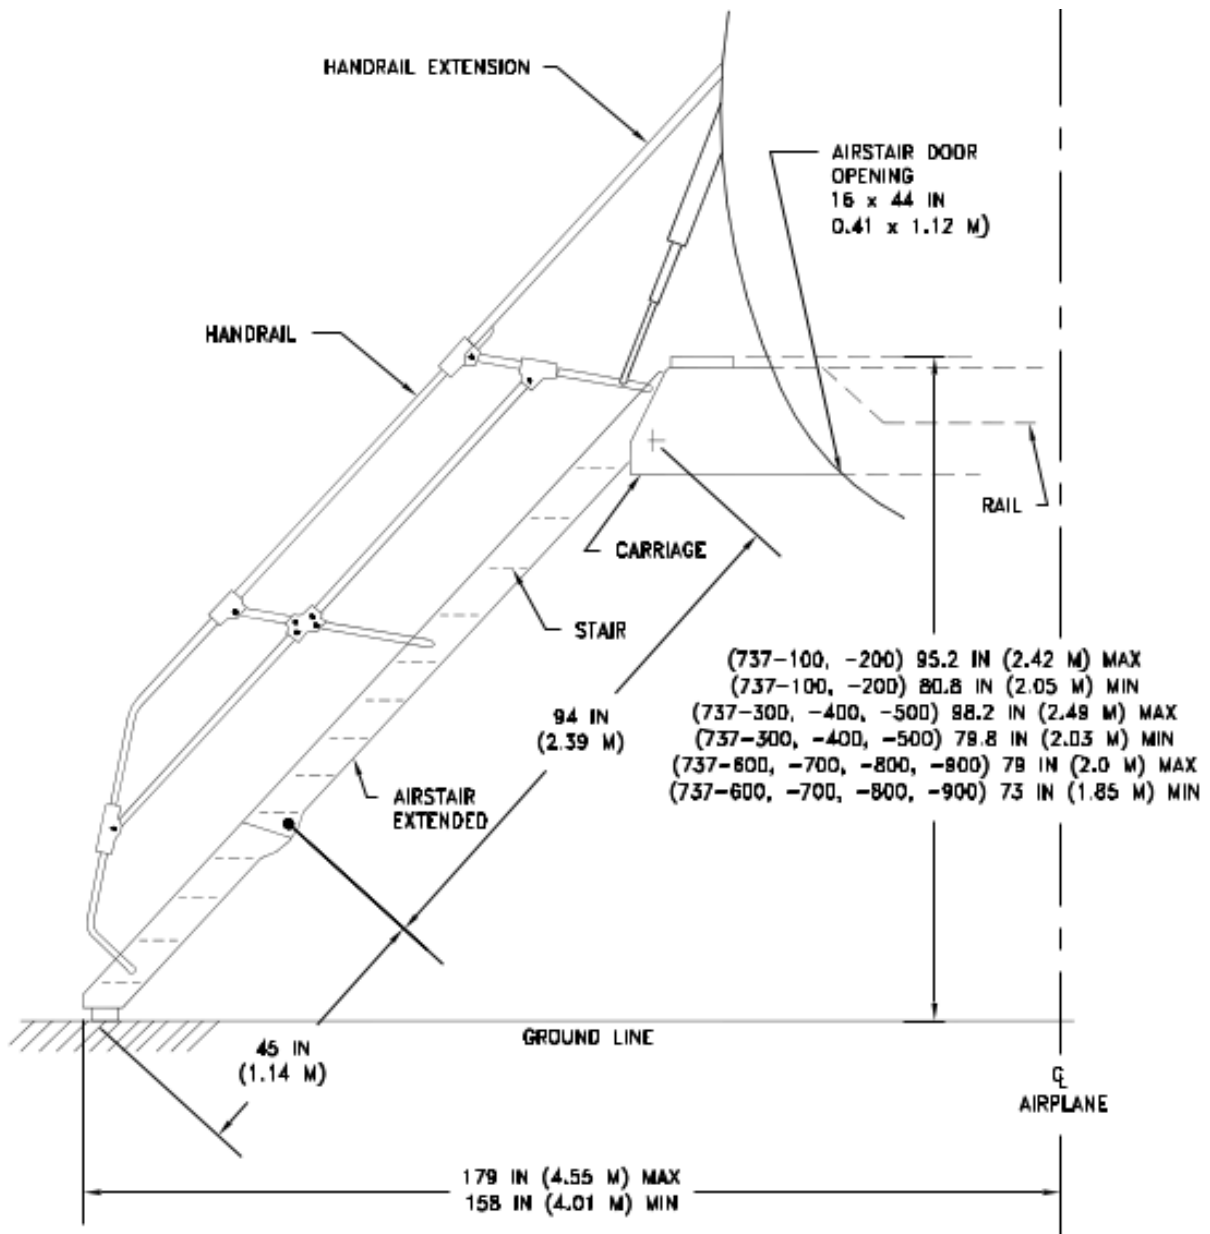 HANDRAIL EXTENSION
AIRSTAIR DOOR
OPENING
16 x 44 IN
0.41 x 1.12 M)
HANDRAIL
RAIL
CARRIAGE
STAIR
(737-100, -200) 95.2 IN (2.42 M) MAX
(737-100, -200) 80.8 IN (2.05 M) MIN
(737-300, -400, -500) 98.2 IN (2.49 M) MAX
(737-300, -400, -500) 79.8 IN (2.03 M) MIN
(737-600, -700, -800, -900) 79 IN (2.0 M) MAX
(737-600, -700, -800, -900) 73 IN (1.85 M) MIN
94 IN
(2.39 M)
AIRSTAIR
EXTENDED
GROUND LINE
45 IN
(1.14 M)
℄
AIRPLANE
179 IN (4.55 M) MAX
158 IN (4.01 M) MIN